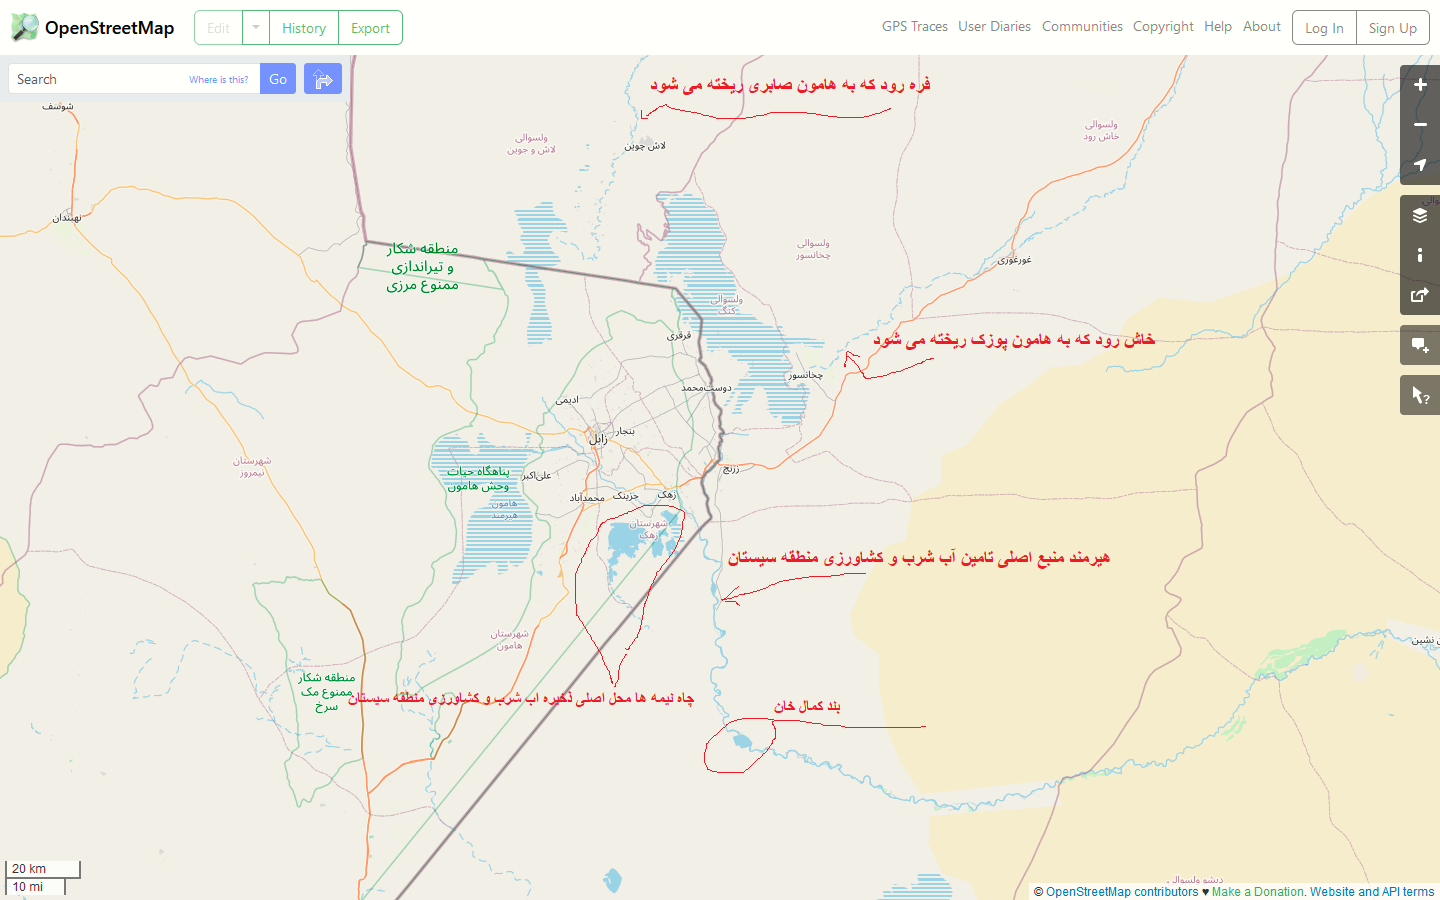 OpenStreetMap
Edit
History
Export
GPS Traces
User Diaries
Communities
Copyright
Help
About
Log In
Sign Up
Search
Where is this?
Go
شوسف
فره رود که به هامون صابری ریخته می شود
ولسوالی
لاش و جوین
لاش جوین
ولسوالی
خاش رود
نهبندان
منطقه شکار
و تیراندازی
ممنوع مرزی
ولسوالی
چخانسور
غورغوری
ولسوالی
کنگ
قرقری
خاش رود که به هامون پوزک ریخته می شود
چخانسور
دوست‌محمد
ادیمی
بنجار
زابل
شهرستان
نیمروز
پناهگاه حیات
وحش هامون
علی‌اکبر
هامون
هیرمند
زرنج
محمدآباد
جزینک
زهک
شهرستان
زهک
هیرمند منبع اصلی تامین آب شرب و کشاورزی منطقه سیستان
شهرستان
هامون
ن نشین
منطقه شکار
ممنوع مک
سرخ
چاه نیمه ها محل اصلی ذخیره اب شرب و کشاورزی منطقه سیستان
بند کمال خان
20 km
10 mi
دیشو ولسوالۍ
© OpenStreetMap contributors ♥ Make a Donation. Website and API terms